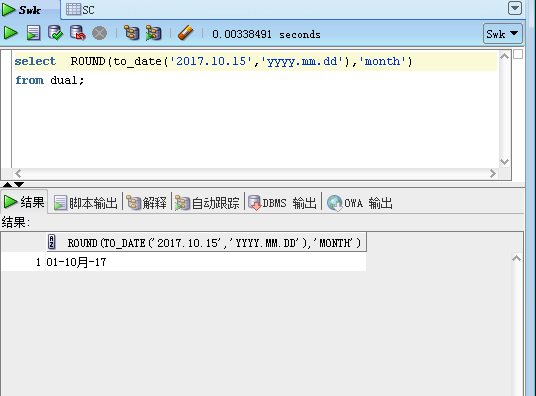 Swk SC
0.00338491 seconds Swk
select ROUND(to_date('2017.10.15','yyyy.mm.dd'),'month')
from dual;
结果 脚本输出 解释 自动跟踪 DBMS 输出 OWA 输出
结果:
ROUND(TO_DATE('2017.10.15','YYYY.MM.DD'),'MONTH')
1 01-10月-17